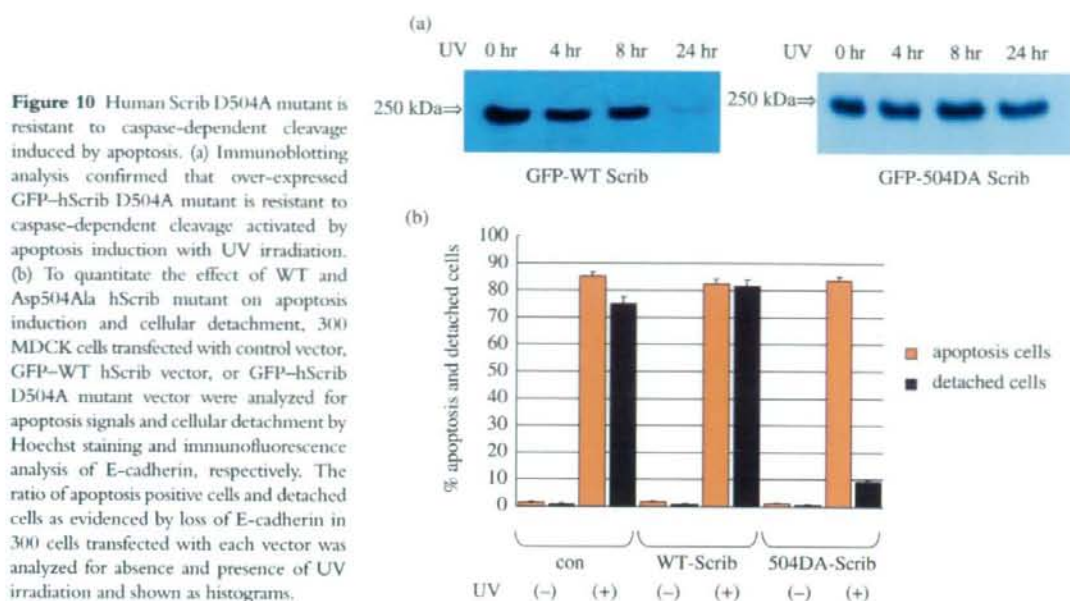 Figure 10 Human Scrib D504A mutant is
resistant to caspase-dependent cleavage
induced by apoptosis. (a) Immunoblotting
analysis confirmed that over-expressed
GFP–hScrib D504A mutant is resistant to
caspase-dependent cleavage activated by
apoptosis induction with UV irradiation.
(b) To quantitate the effect of WT and
Asp504Ala hScrib mutant on apoptosis
induction and cellular detachment, 300
MDCK cells transfected with control vector,
GFP–WT hScrib vector, or GFP–hScrib
D504A mutant vector were analyzed for
apoptosis signals and cellular detachment by
Hoechst staining and immunofluorescence
analysis of E-cadherin, respectively. The
ratio of apoptosis positive cells and detached
cells as evidenced by loss of E-cadherin in
300 cells transfected with each vector was
analyzed for absence and presence of UV
irradiation and shown as histograms.
(a)
UV 0 hr 4 hr 8 hr 24 hr
250 kDa⇒
GFP-WT Scrib
UV 0 hr 4 hr 8 hr 24 hr
250 kDa⇒
GFP-504DA Scrib
(b)
% apoptosis and detached cells
100
90
80
70
60
50
40
30
20
10
0
apoptosis cells
detached cells
con WT-Scrib 504DA-Scrib
UV (–) (+) (–) (+) (–) (+)